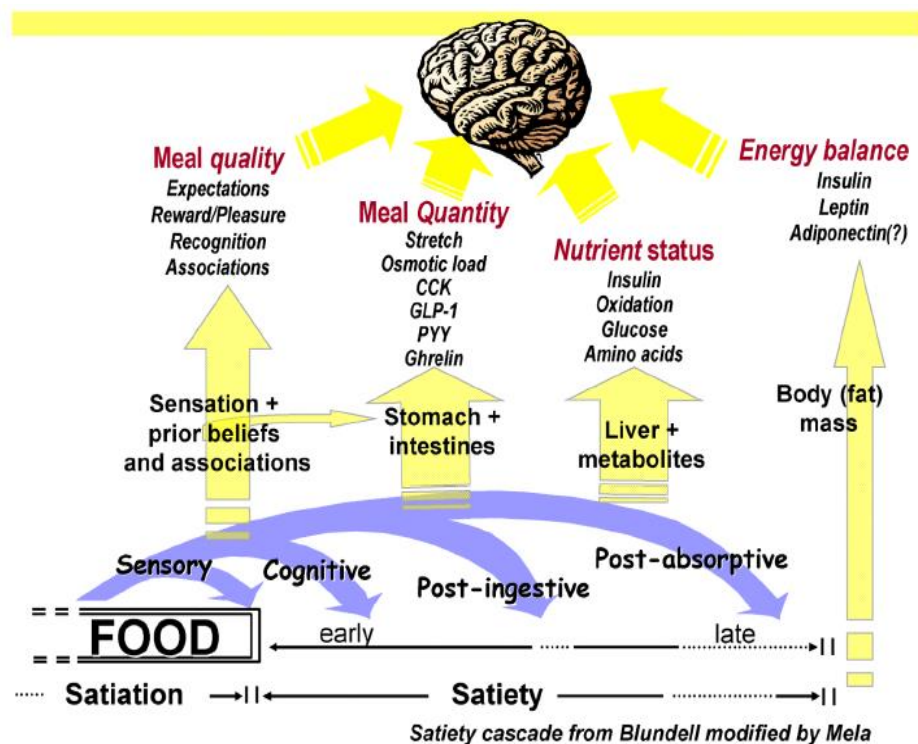 Meal quality
Expectations
Reward/Pleasure
Recognition
Associations
Meal Quantity
Stretch
Osmotic load
CCK
GLP-1
PYY
Ghrelin
Nutrient status
Insulin
Oxidation
Glucose
Amino acids
Energy balance
Insulin
Leptin
Adiponectin(?)
Sensation +
prior beliefs
and associations
Stomach +
intestines
Liver +
metabolites
Body (fat)
mass
Sensory
Cognitive
Post-ingestive
Post-absorptive
FOOD
early
late
Satiation
Satiety
Satiety cascade from Blundell modified by Mela